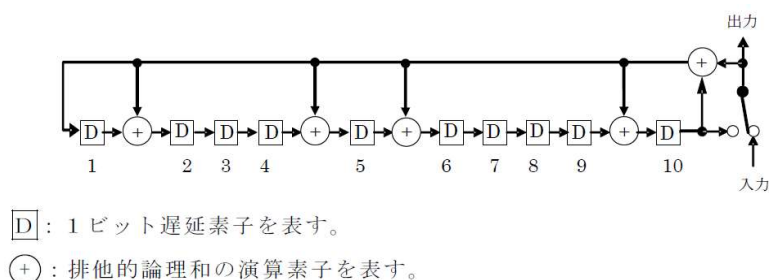 出力
+
D + D D D + D + D D D D + D
1 2 3 4 5 6 7 8 9 10
入力
D : 1 ビット遅延素子を表す。
+ : 排他的論理和の演算素子を表す。